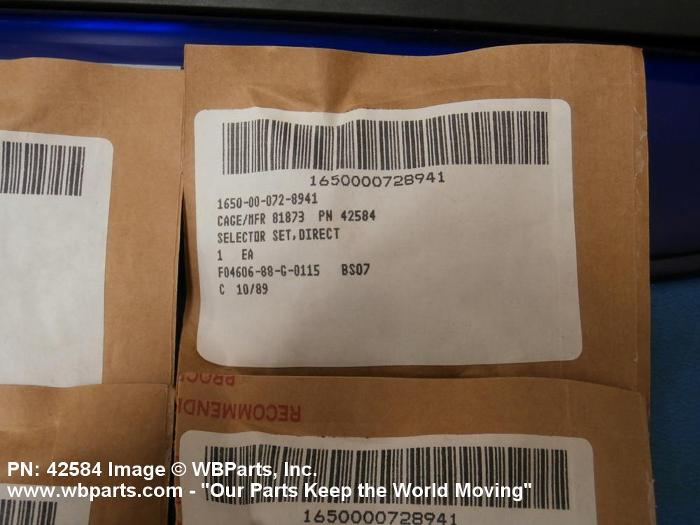 1650000728941
1650-00-072-8941
CAGE/MFR 81873 PN 42584
SELECTOR SET,DIRECT
1 EA
F04606-88-G-0115 BS07
C 10/89
RECOMMEND
1650000728941
PN: 42584 Image © WBParts, Inc.
www.wbparts.com - "Our Parts Keep the World Moving"